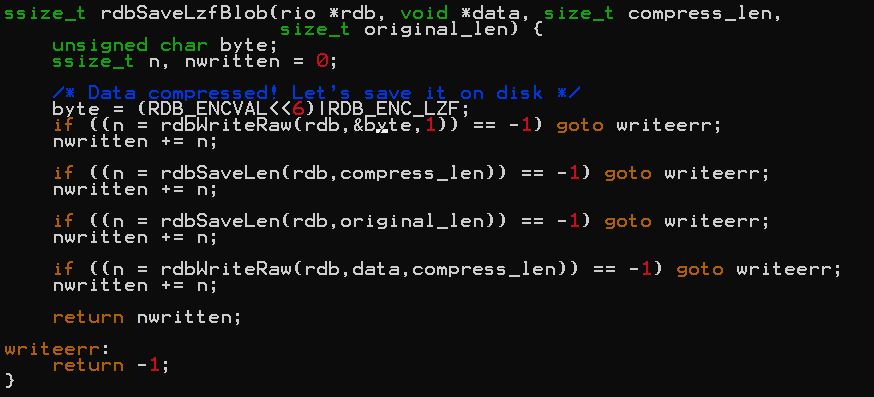 ssize_t rdbSaveLzfBlob(rio *rdb, void *data, size_t compress_len,
                       size_t original_len) {
    unsigned char byte;
    ssize_t n, nwritten = 0;

    /* Data compressed! Let's save it on disk */
    byte = (RDB_ENCVAL<<6)|RDB_ENC_LZF;
    if ((n = rdbWriteRaw(rdb,&byte,1)) == -1) goto writeerr;
    nwritten += n;

    if ((n = rdbSaveLen(rdb,compress_len)) == -1) goto writeerr;
    nwritten += n;

    if ((n = rdbSaveLen(rdb,original_len)) == -1) goto writeerr;
    nwritten += n;

    if ((n = rdbWriteRaw(rdb,data,compress_len)) == -1) goto writeerr;
    nwritten += n;

    return nwritten;

writeerr:
    return -1;
}